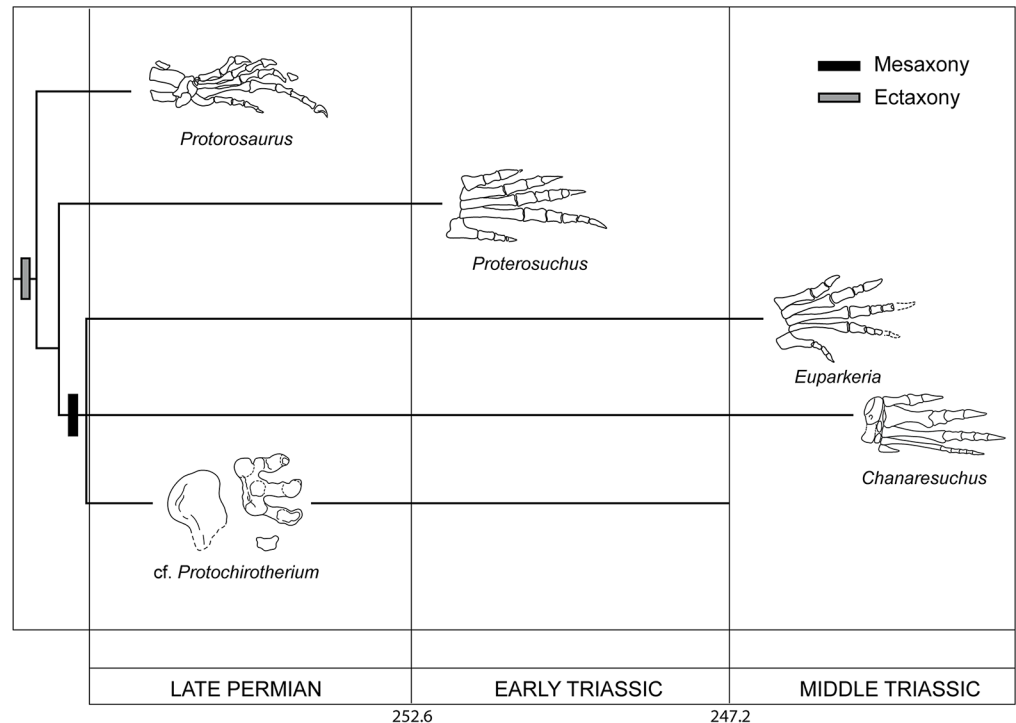 Mesaxony
Ectaxony
Protorosaurus
Proterosuchus
Euparkeria
Chanaresuchus
cf. Protochirotherium
LATE PERMIAN
EARLY TRIASSIC
MIDDLE TRIASSIC
252.6
247.2